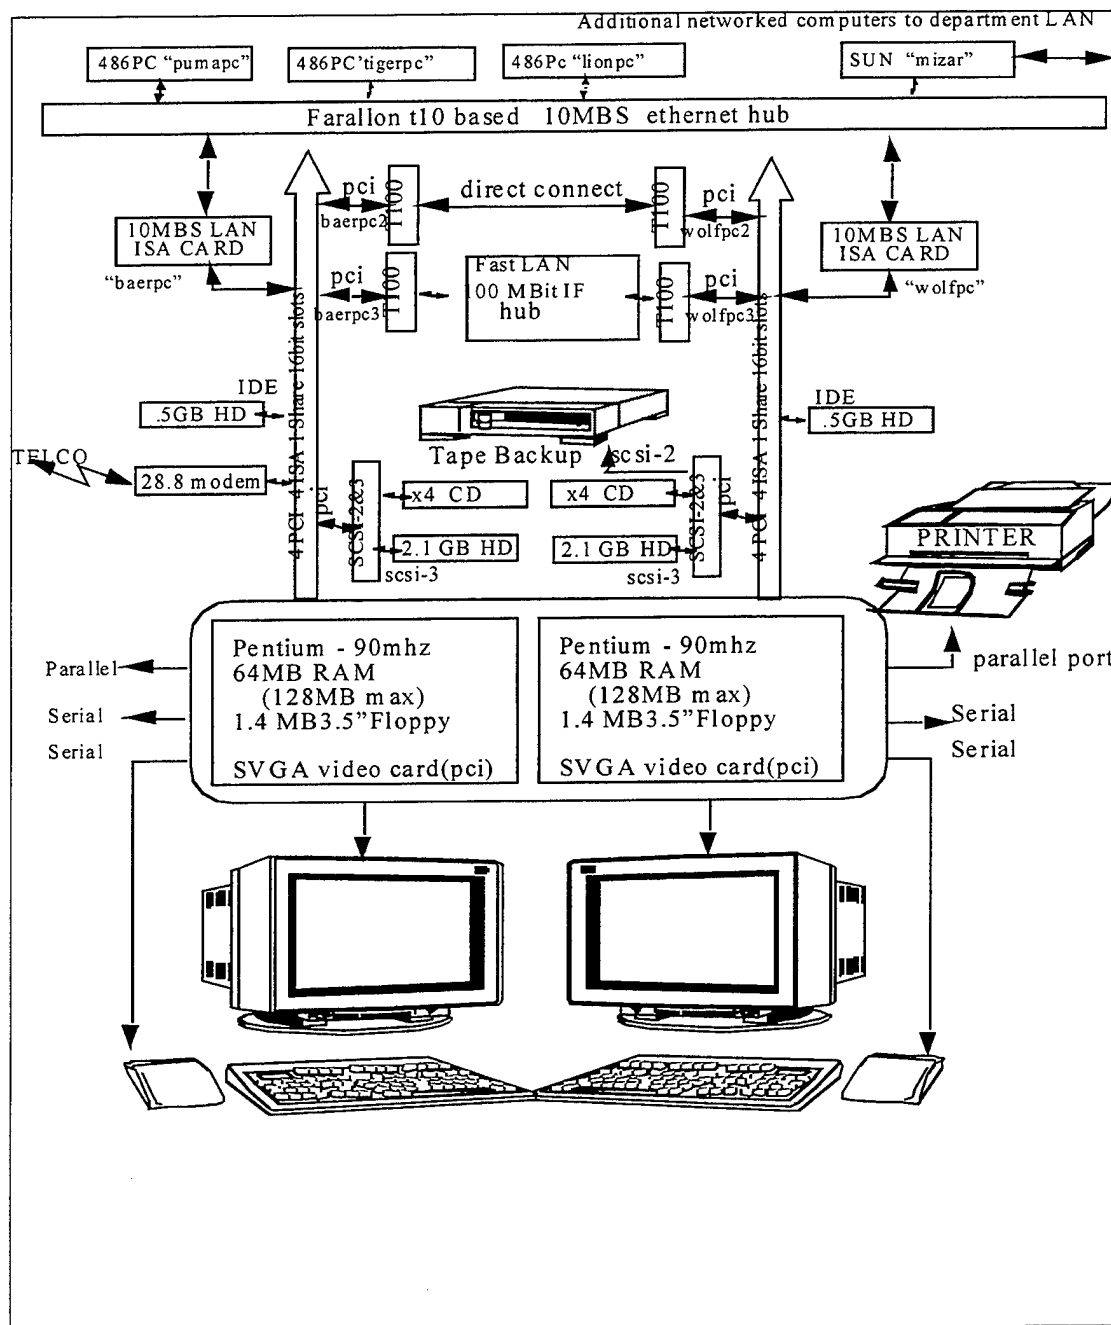 Additional networked computers to department LAN
486PC “pumapc”
486PC'tigerpc”
486Pc “lionpc”
SUN “mizar”
Farallon t10 based 10MBS ethernet hub
10MBS LAN
ISA CARD
“baerpc”
pci
baerpc2
T100
direct connect
T100
pci
wolfpc2
10MBS LAN
ISA CARD
“wolfpc”
pci
baerpc3
T100
Fast LAN
100 MBit IF
hub
T100
pci
wolfpc3
4 PCI- 4 ISA-1 Share 16bit slots
4 PCI- 4 ISA 1 Share 16bit slots
IDE
.5GB HD
IDE
.5GB HD
Tape Backup
scsi-2
TELCO
28.8 modem
pci
SCSI-2&3
x4 CD
2.1 GB HD
scsi-3
x4 CD
2.1 GB HD
scsi-3
SCSI-2&3
pci
PRINTER
Pentium - 90mhz
64MB RAM
(128MB max)
1.4 MB3.5”Floppy
SVGA video card(pci)
Pentium - 90mhz
64MB RAM
(128MB max)
1.4 MB3.5”Floppy
SVGA video card(pci)
Parallel
Serial
Serial
parallel port
Serial
Serial